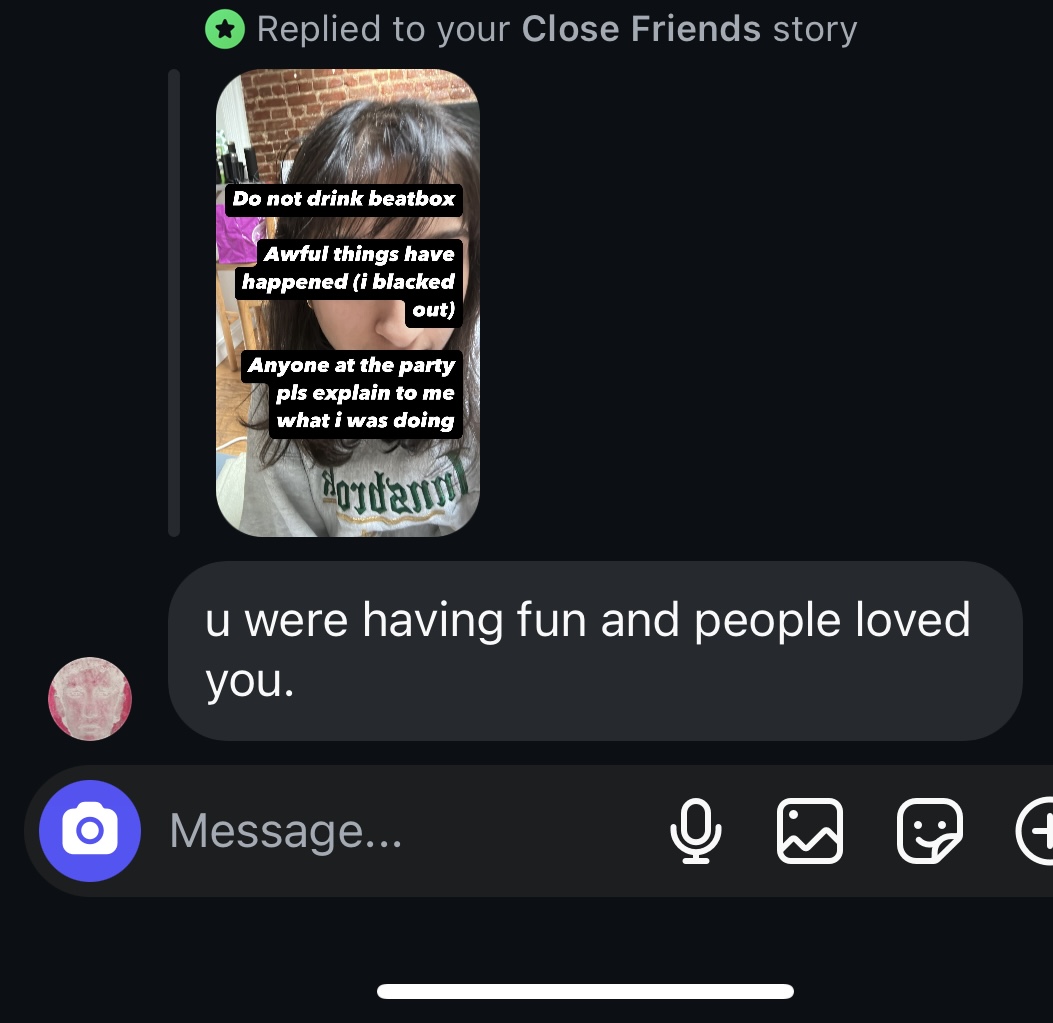 Replied to your Close Friends story
Do not drink beatbox
Awful things have
happened (i blacked
out)
Anyone at the party
pls explain to me
what i was doing
u were having fun and people loved
you.
Message...